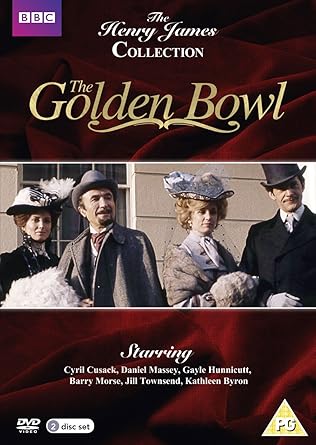 BBC
The
Henry James
COLLECTION
The
Golden Bowl
Starring
Cyril Cusack, Daniel Massey, Gayle Hunnicutt,
Barry Morse, Jill Townsend, Kathleen Byron
DVD
VIDEO
2 disc set
PG